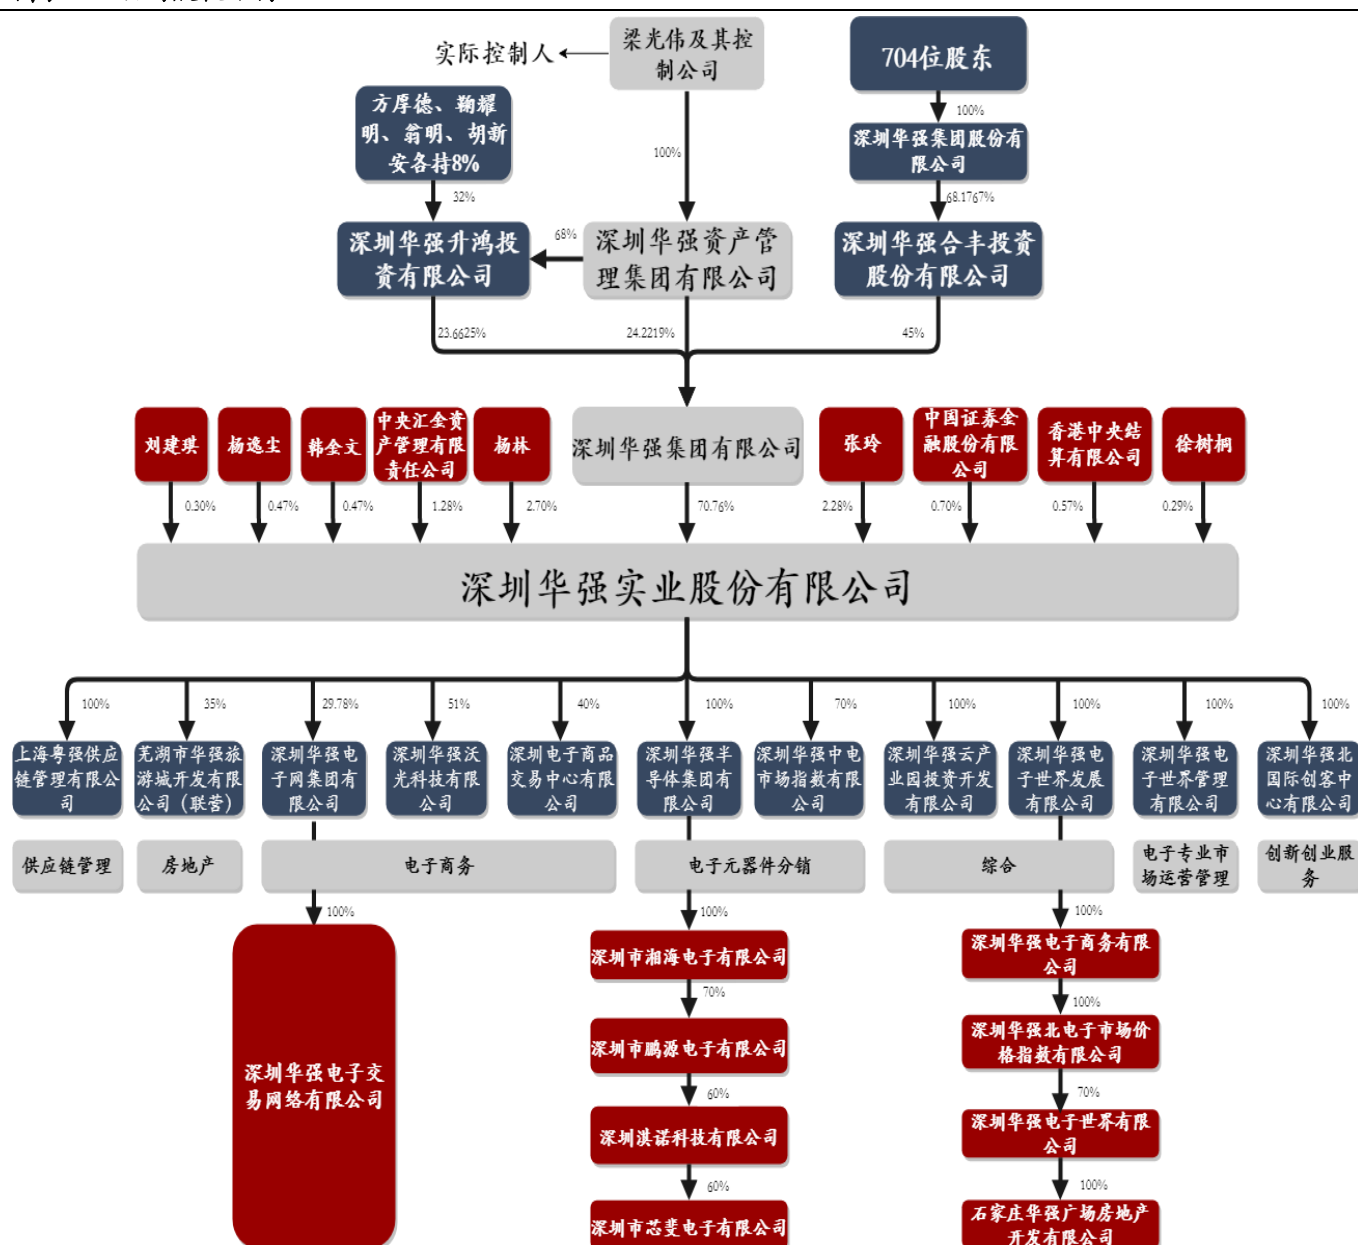 实际控制人
梁光伟及其控
制公司
704位股东
100%
方厚德、鞠耀
明、翁明、胡新
安各持8%
100%
深圳华强集团股份有
限公司
32%
68.1767%
深圳华强升鸿投
资有限公司
68%
深圳华强资产管
理集团有限公司
深圳华强合丰投资
股份有限公司
23.6625%
24.2219%
45%
刘建琪
杨逸尘
韩金文
中央汇金资
产管理有限
责任公司
杨林
深圳华强集团有限公司
张玲
中国证券金
融股份有限
公司
香港中央结
算有限公司
徐树桐
0.30%
0.47%
0.47%
1.28%
2.70%
70.76%
2.28%
0.70%
0.57%
0.29%
深圳华强实业股份有限公司
100%
35%
29.78%
51%
40%
100%
70%
100%
100%
100%
100%
上海粤强供应
链管理有限公
司
芜湖市华强旅
游城开发有限
公司（联营）
深圳华强电
子网集团有
限公司
深圳华强沃
光科技有限
公司
深圳电子商品
交易中心有限
公司
深圳华强半
导体集团有
限公司
深圳华强中电
市场指数有限
公司
深圳华强云产
业园投资开发
有限公司
深圳华强电
子世界发展
有限公司
深圳华强电
子世界管理
有限公司
深圳华强北
国际创客中
心有限公司
供应链管理
房地产
电子商务
电子元器件分销
综合
电子专业市
场运营管理
创新创业服
务
100%
100%
100%
深圳华强电子交
易网络有限公司
深圳市湘海电子有限公司
70%
深圳市鹏源电子有限公司
60%
深圳淇诺科技有限公司
60%
深圳市芯斐电子有限公司
深圳华强电子商务有限
公司
100%
深圳华强北电子市场价
格指数有限公司
70%
深圳华强电子世界有限
公司
100%
石家庄华强广场房地产
开发有限公司